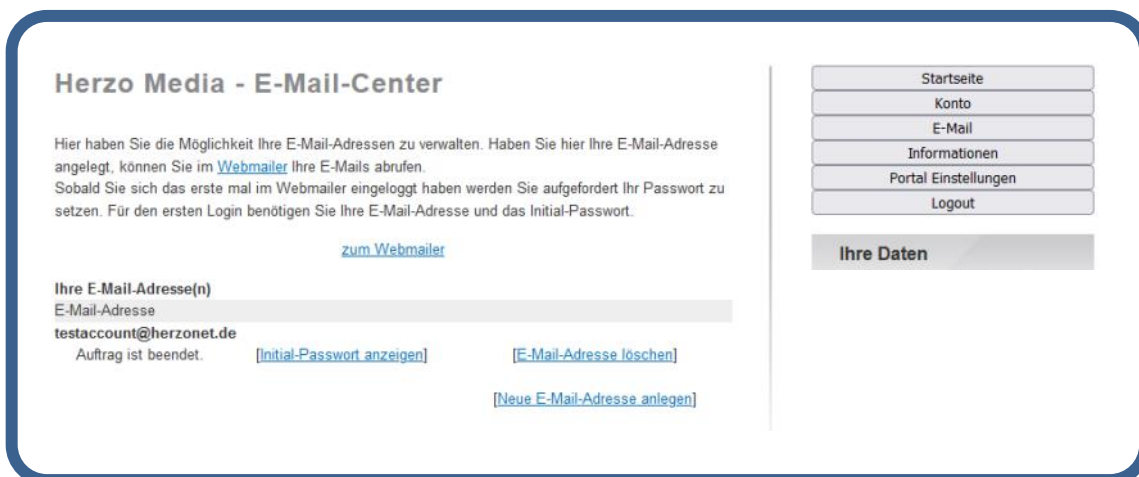 Herzo Media - E-Mail-Center
Hier haben Sie die Möglichkeit Ihre E-Mail-Adressen zu verwalten. Haben Sie hier Ihre E-Mail-Adresse
angelegt, können Sie im Webmailer Ihre E-Mails abrufen.
Sobald Sie sich das erste mal im Webmailer eingeloggt haben werden Sie aufgefordert Ihr Passwort zu
setzen. Für den ersten Login benötigen Sie Ihre E-Mail-Adresse und das Initial-Passwort.
zum Webmailer
Ihre E-Mail-Adresse(n)
E-Mail-Adresse
testaccount@herzonet.de
Auftrag ist beendet. [Initial-Passwort anzeigen] [E-Mail-Adresse löschen]
[Neue E-Mail-Adresse anlegen]
Startseite
Konto
E-Mail
Informationen
Portal Einstellungen
Logout
Ihre Daten